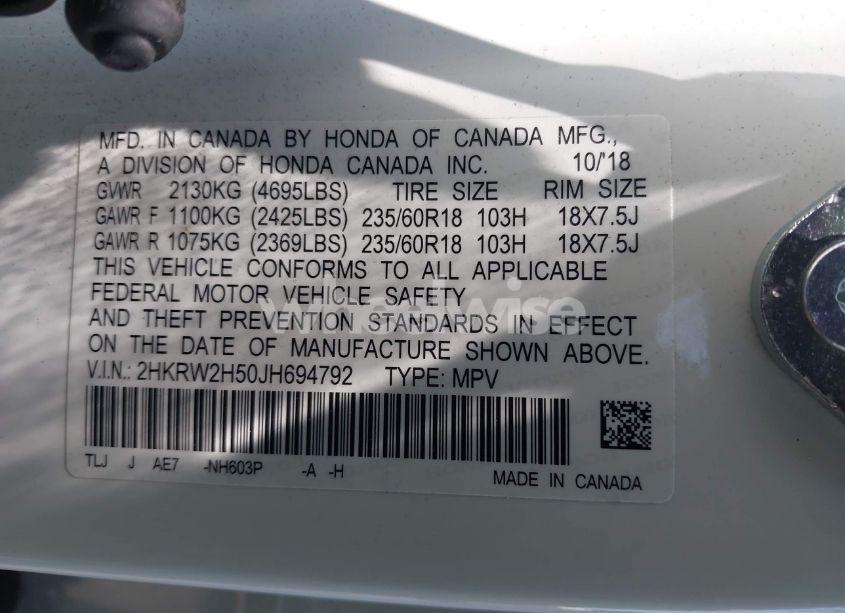 MFD. IN CANADA BY HONDA OF CANADA MFG.,
A DIVISION OF HONDA CANADA INC. 10/'18
GVWR 2130KG (4695LBS) TIRE SIZE RIM SIZE
GAWR F 1100KG (2425LBS) 235/60R18 103H 18X7.5J
GAWR R 1075KG (2369LBS) 235/60R18 103H 18X7.5J
THIS VEHICLE CONFORMS TO ALL APPLICABLE
FEDERAL MOTOR VEHICLE SAFETY
AND THEFT PREVENTION STANDARDS IN EFFECT
ON THE DATE OF MANUFACTURE SHOWN ABOVE.
V.I.N.: 2HKRW2H50JH694792 TYPE: MPV
TLJ J AE7 -NH603P -A -H
MADE IN CANADA